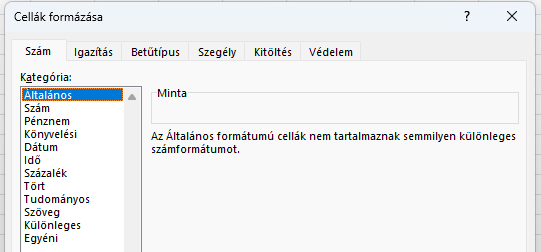 Cellák formázása
?
Szám Igazítás Betűtípus Szegély Kitöltés Védelem
Kategória:
Általános
Szám
Pénznem
Könyvelési
Dátum
Idő
Százalék
Tört
Tudományos
Szöveg
Különleges
Egyéni
Minta
Az Általános formátumú cellák nem tartalmaznak semmilyen különleges
számformátumot.